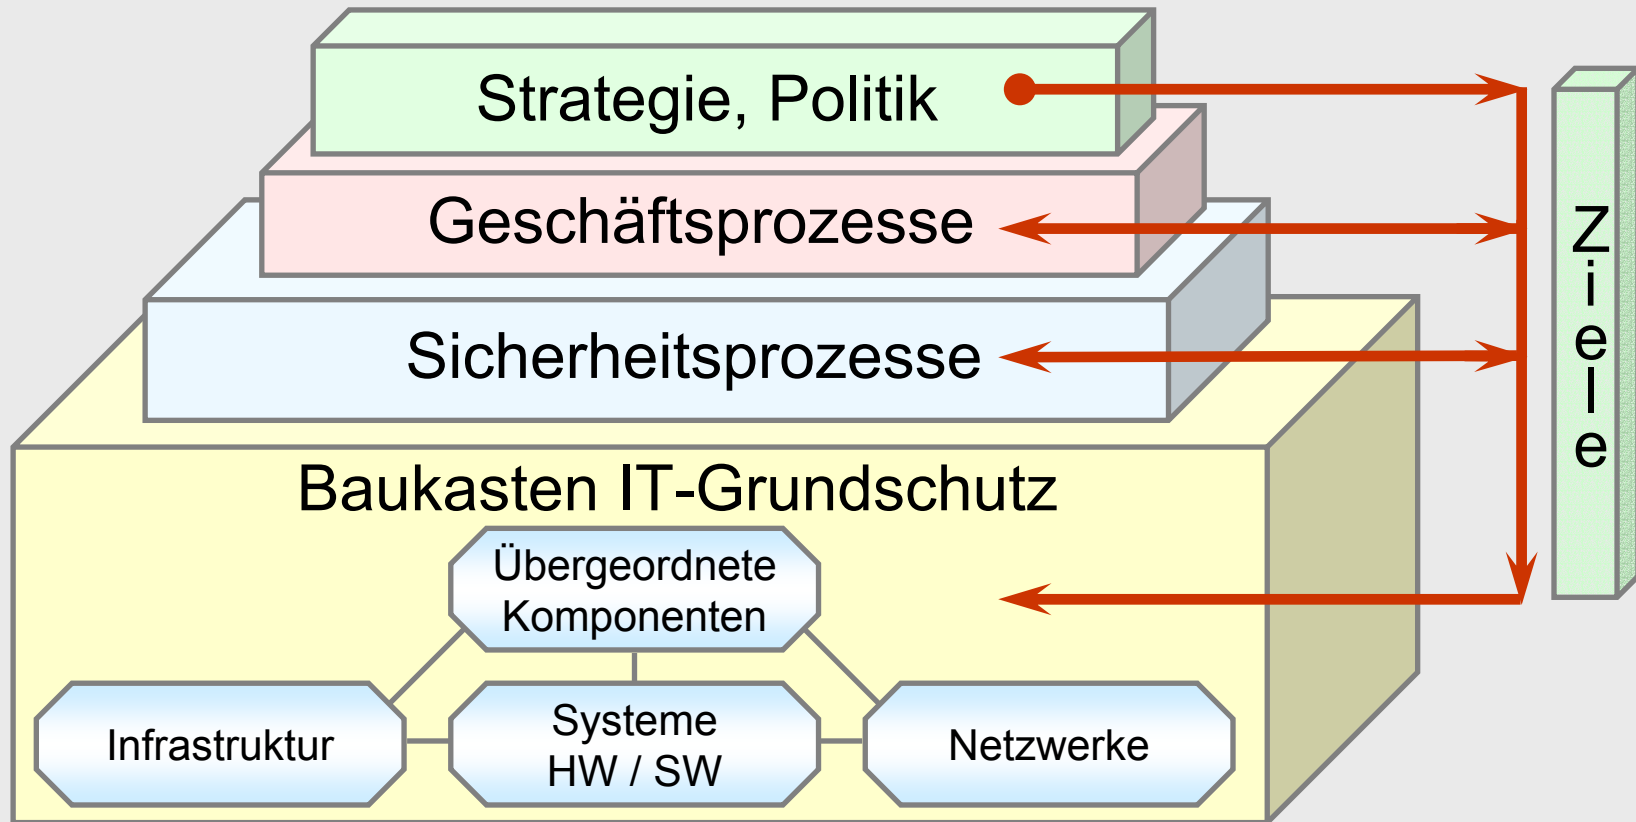 Strategie, Politik
Geschäftsprozesse
Sicherheitsprozesse
Baukasten IT-Grundschutz
Übergeordnete
Komponenten
Infrastruktur
Systeme
HW / SW
Netzwerke
Ziele